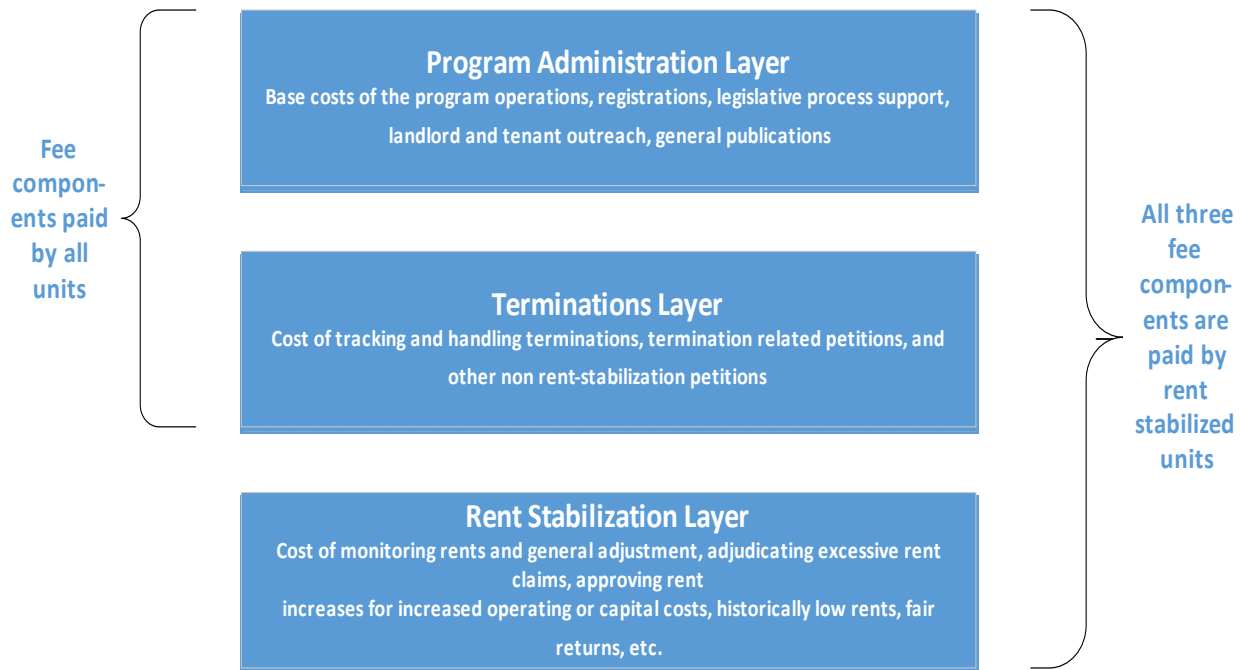 Program Administration Layer
Base costs of the program operations, registrations, legislative process support,
landlord and tenant outreach, general publications
Fee
compon-
ents paid
by all
units
Terminations Layer
Cost of tracking and handling terminations, termination related petitions, and
other non rent-stabilization petitions
All three
fee
compon-
ents are
paid by
rent
stabilized
units
Rent Stabilization Layer
Cost of monitoring rents and general adjustment, adjudicating excessive rent
claims, approving rent
increases for increased operating or capital costs, historically low rents, fair
returns, etc.